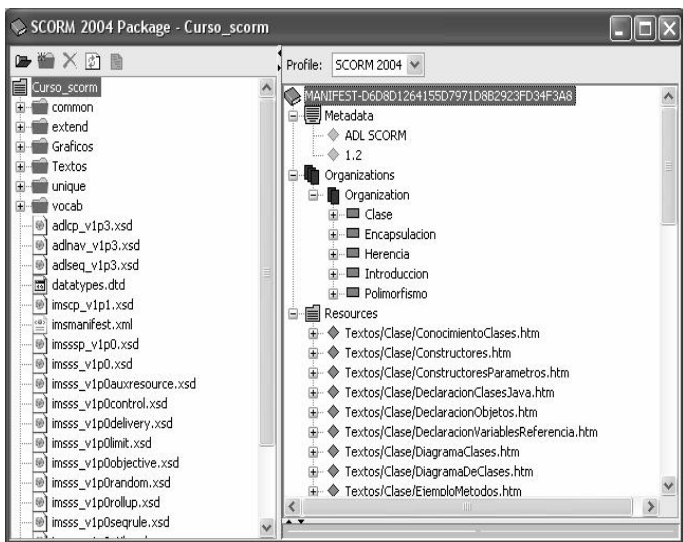 SCORM 2004 Package - Curso_scorm
Curso_scorm
common
extend
Graficos
Textos
unique
vocab
adlcp_v1p3.xsd
adlnav_v1p3.xsd
adlseq_v1p3.xsd
datatypes.dtd
imscp_v1p1.xsd
imsmanifest.xml
imsssp_v1p0.xsd
imsss_v1p0.xsd
imsss_v1p0auxresource.xsd
imsss_v1p0control.xsd
imsss_v1p0delivery.xsd
imsss_v1p0limit.xsd
imsss_v1p0objective.xsd
imsss_v1p0random.xsd
imsss_v1p0rollup.xsd
imsss_v1p0seqrule.xsd
Profile: SCORM 2004
MANIFEST-D6D8D1264155D7971D8B2923FD34F3A8
Metadata
ADL SCORM
1.2
Organizations
Organization
Clase
Encapsulacion
Herencia
Introduccion
Polimorfismo
Resources
Textos/Clase/ConocimientoClases.htm
Textos/Clase/Constructores.htm
Textos/Clase/ConstructoresParametros.htm
Textos/Clase/DeclaracionClasesJava.htm
Textos/Clase/DeclaracionObjetos.htm
Textos/Clase/DeclaracionVariablesReferencia.htm
Textos/Clase/DiagramaClases.htm
Textos/Clase/DiagramaDeClases.htm
Textos/Clase/EjemploMetodos.htm